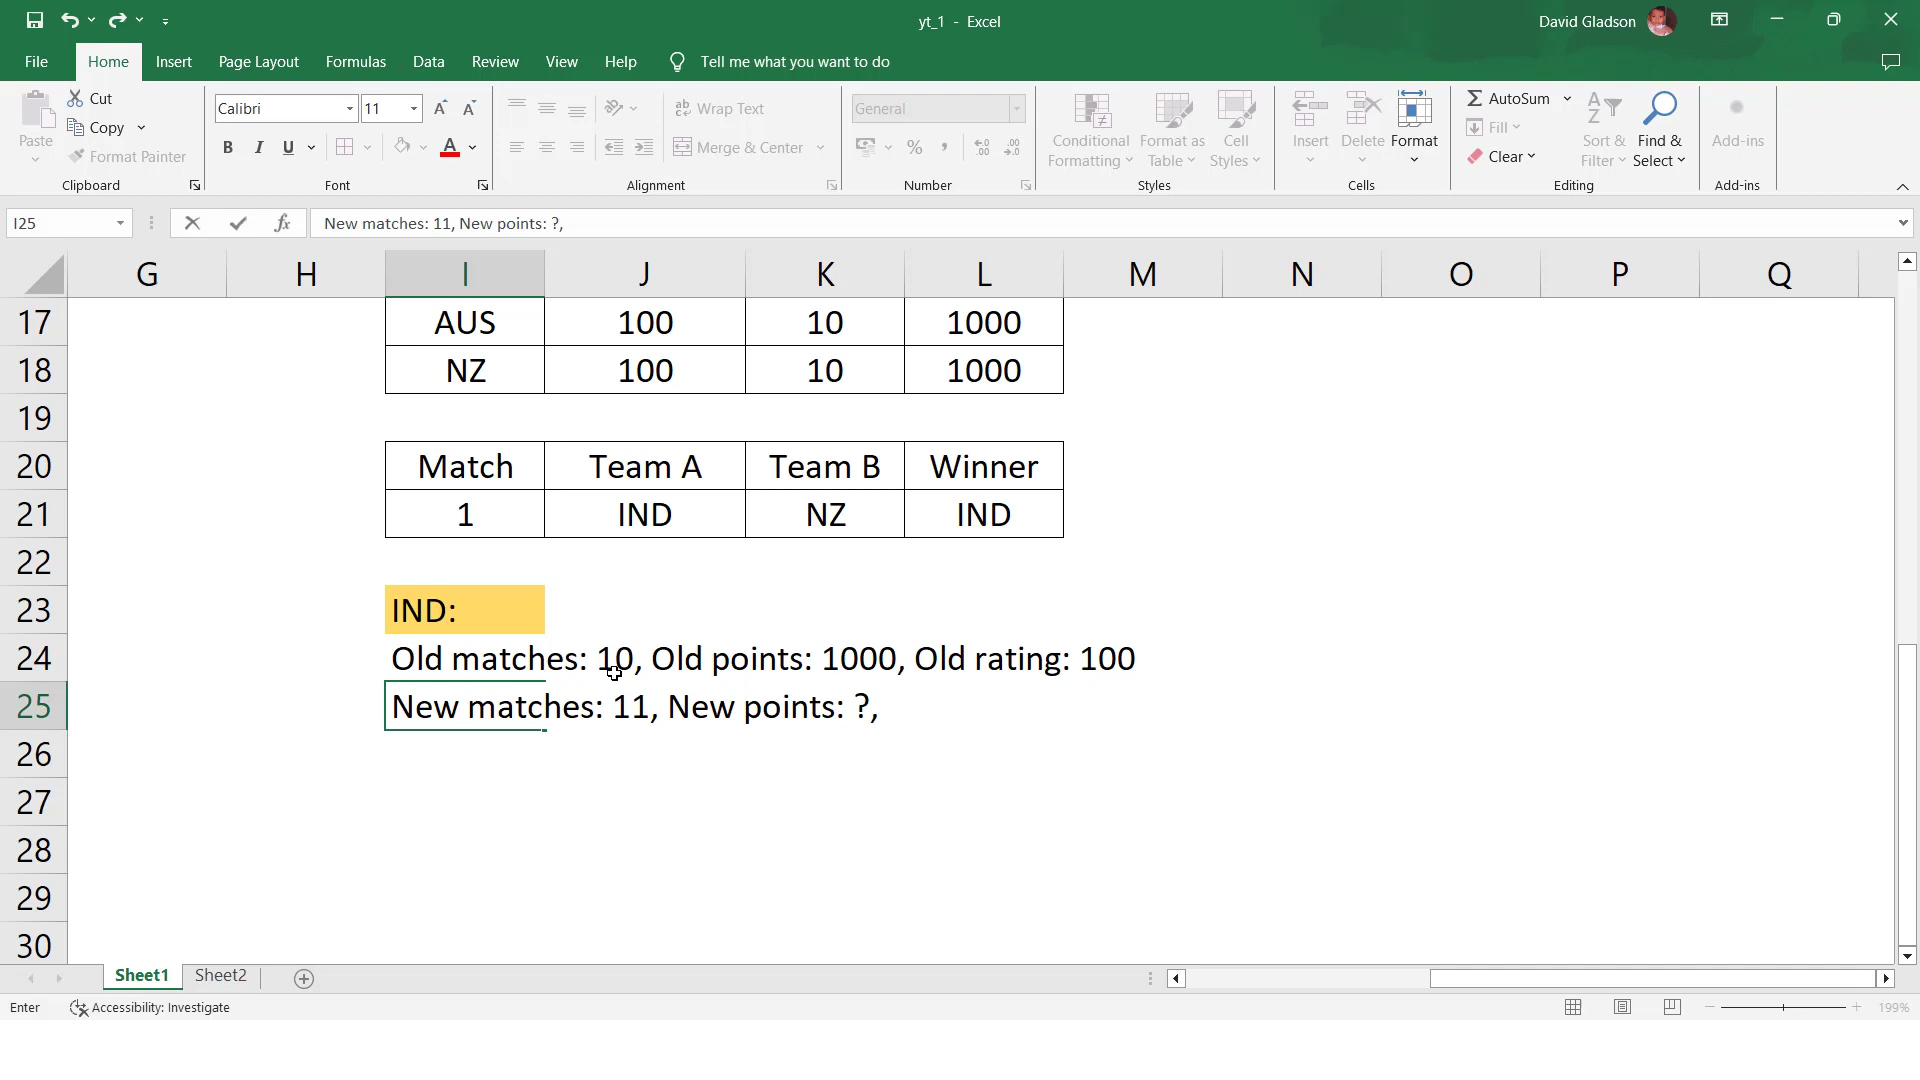 yt_1 - Excel
David Gladson
File Home Insert Page Layout Formulas Data Review View Help Tell me what you want to do
Paste
Cut
Copy
Format Painter
Clipboard
Calibri 11
B I U
Font
Wrap Text
Merge & Center
Alignment
General
Number
Conditional Formatting
Format as Table
Cell Styles
Styles
Insert
Delete
Format
Cells
AutoSum
Fill
Clear
Sort & Filter
Find & Select
Editing
Add-ins
Add-ins
I25 fx New matches: 11, New points: ?,
G H I J K L M N O P Q
17 AUS 100 10 1000
18 NZ 100 10 1000
19
20 Match Team A Team B Winner
21 1 IND NZ IND
22
23 IND:
24 Old matches: 10, Old points: 1000, Old rating: 100
25 New matches: 11, New points: ?,
26
27
28
29
30
Sheet1 Sheet2
Enter Accessibility: Investigate 199%